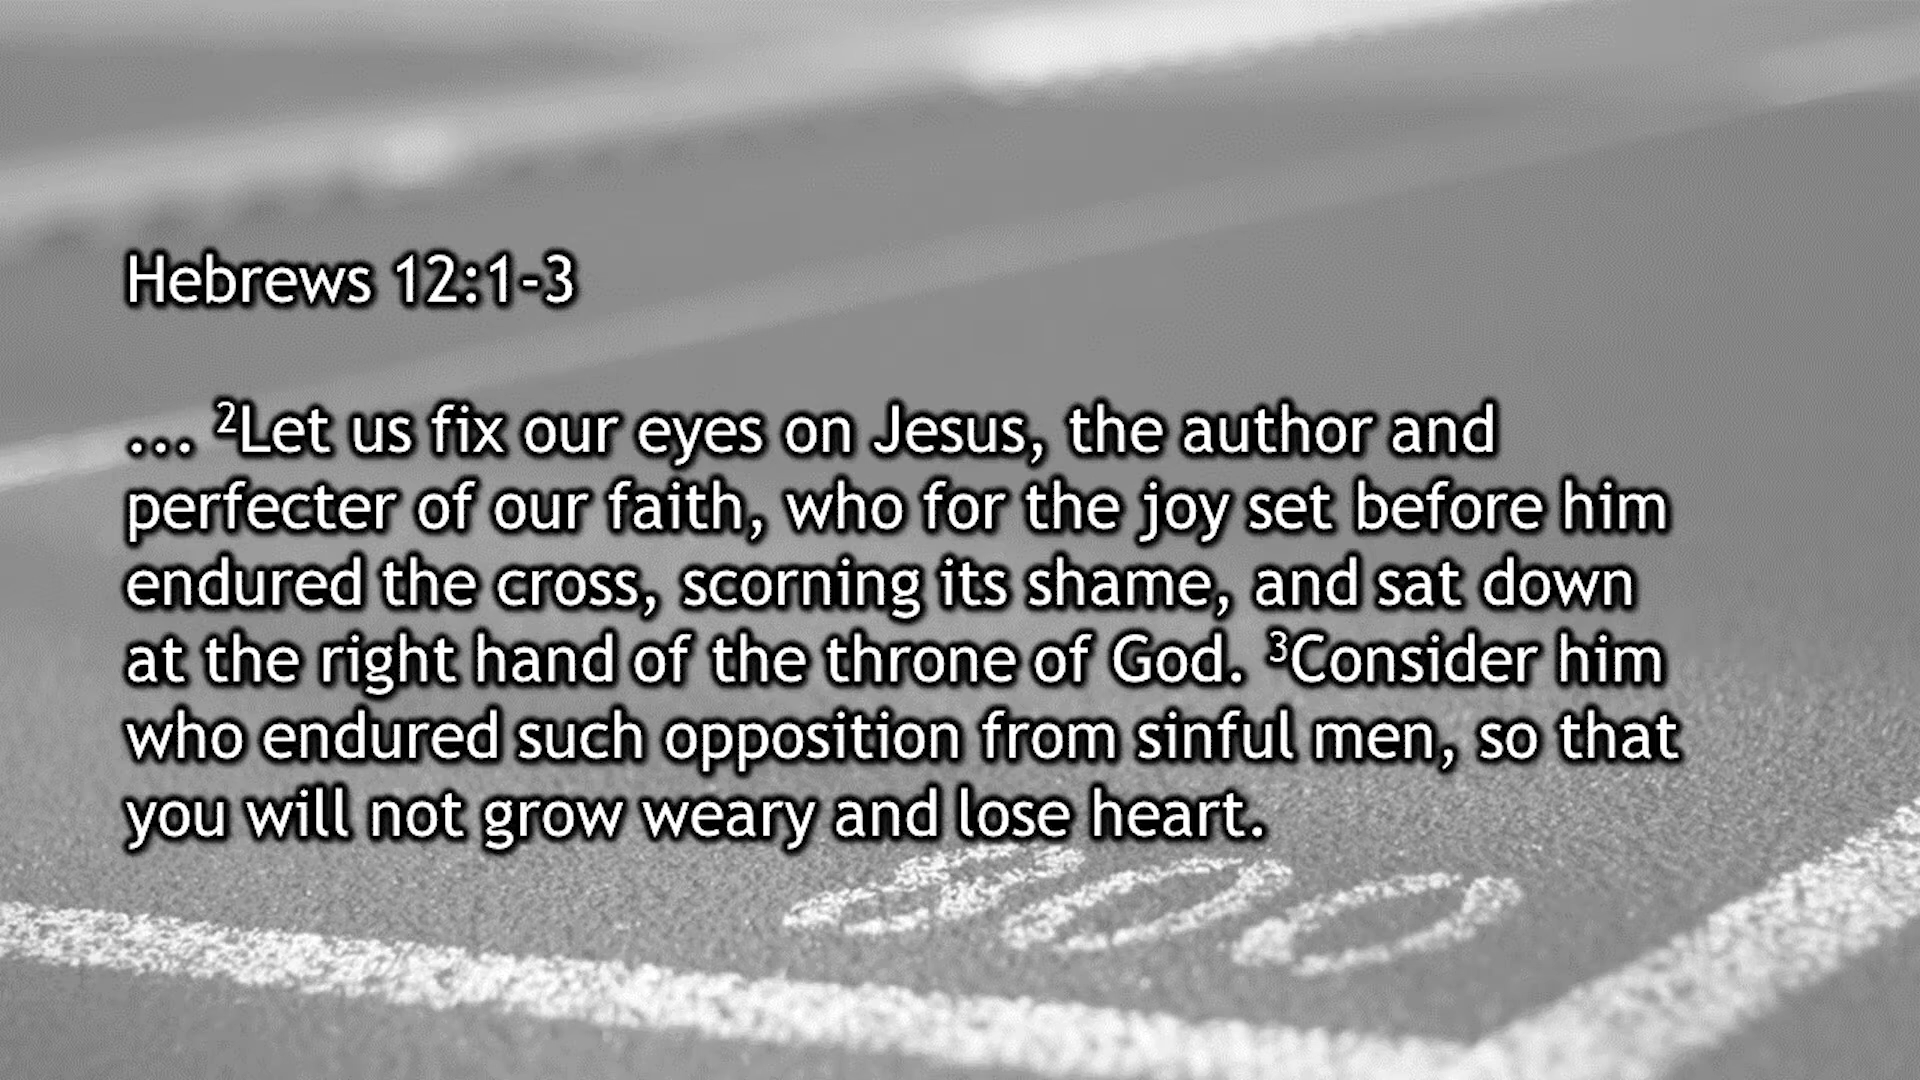 Hebrews 12:1-3
... ²Let us fix our eyes on Jesus, the author and
perfecter of our faith, who for the joy set before him
endured the cross, scorning its shame, and sat down
at the right hand of the throne of God. ³Consider him
who endured such opposition from sinful men, so that
you will not grow weary and lose heart.